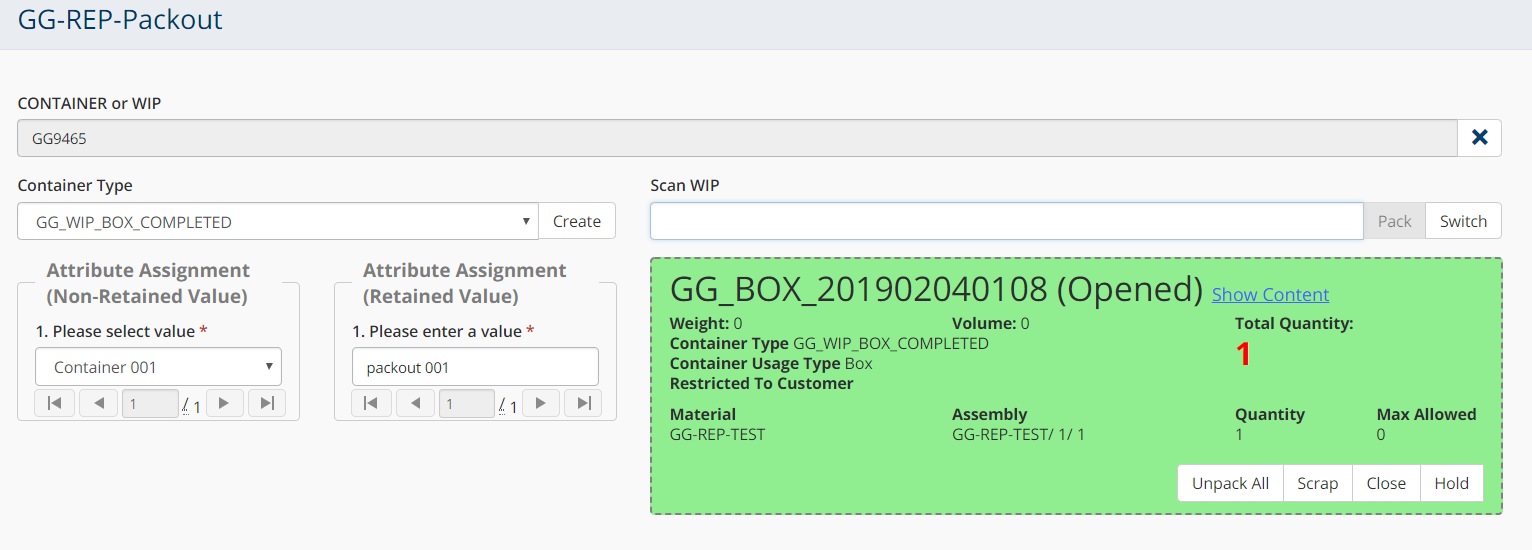 GG-REP-Packout
CONTAINER or WIP
GG9465
Container Type
GG_WIP_BOX_COMPLETED
Create
Attribute Assignment
(Non-Retained Value)
1. Please select value *
Container 001
1 / 1
Attribute Assignment
(Retained Value)
1. Please enter a value *
packout 001
1 / 1
Scan WIP
Pack Switch
GG_BOX_201902040108 (Opened) Show Content
Weight: 0 Volume: 0 Total Quantity:
1
Container Type GG_WIP_BOX_COMPLETED
Container Usage Type Box
Restricted To Customer
Material Assembly Quantity Max Allowed
GG-REP-TEST GG-REP-TEST/ 1/ 1 1 0
Unpack All Scrap Close Hold